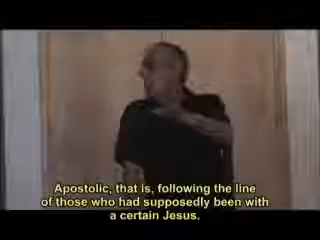 Apostolic, that is, following the line
of those who had supposedly been with
a certain Jesus.